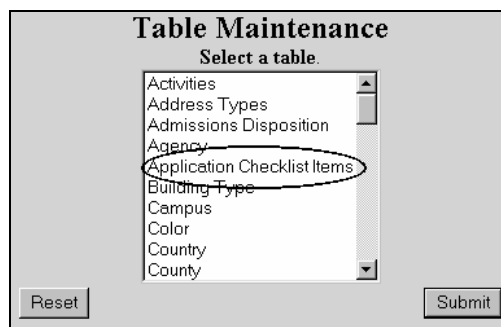 Table Maintenance
Select a table.
Activities
Address Types
Admissions Disposition
Agency
Application Checklist Items
Building Type
Campus
Color
Country
County
Reset
Submit